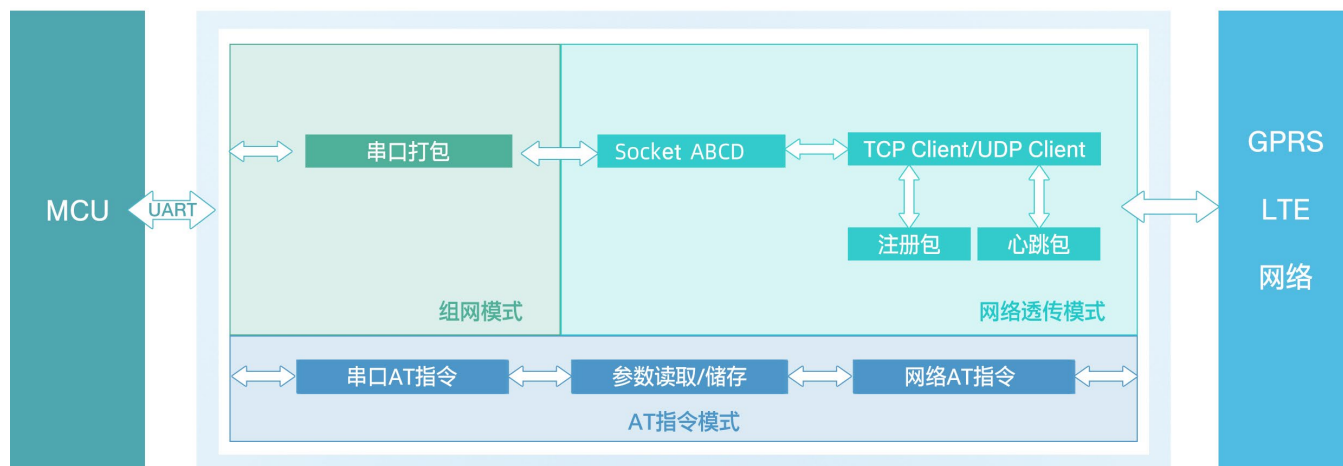 MCU
UART
串口打包
Socket ABCD
TCP Client/UDP Client
注册包
心跳包
组网模式
网络透传模式
串口AT指令
参数读取/储存
网络AT指令
AT指令模式
GPRS
LTE
网络